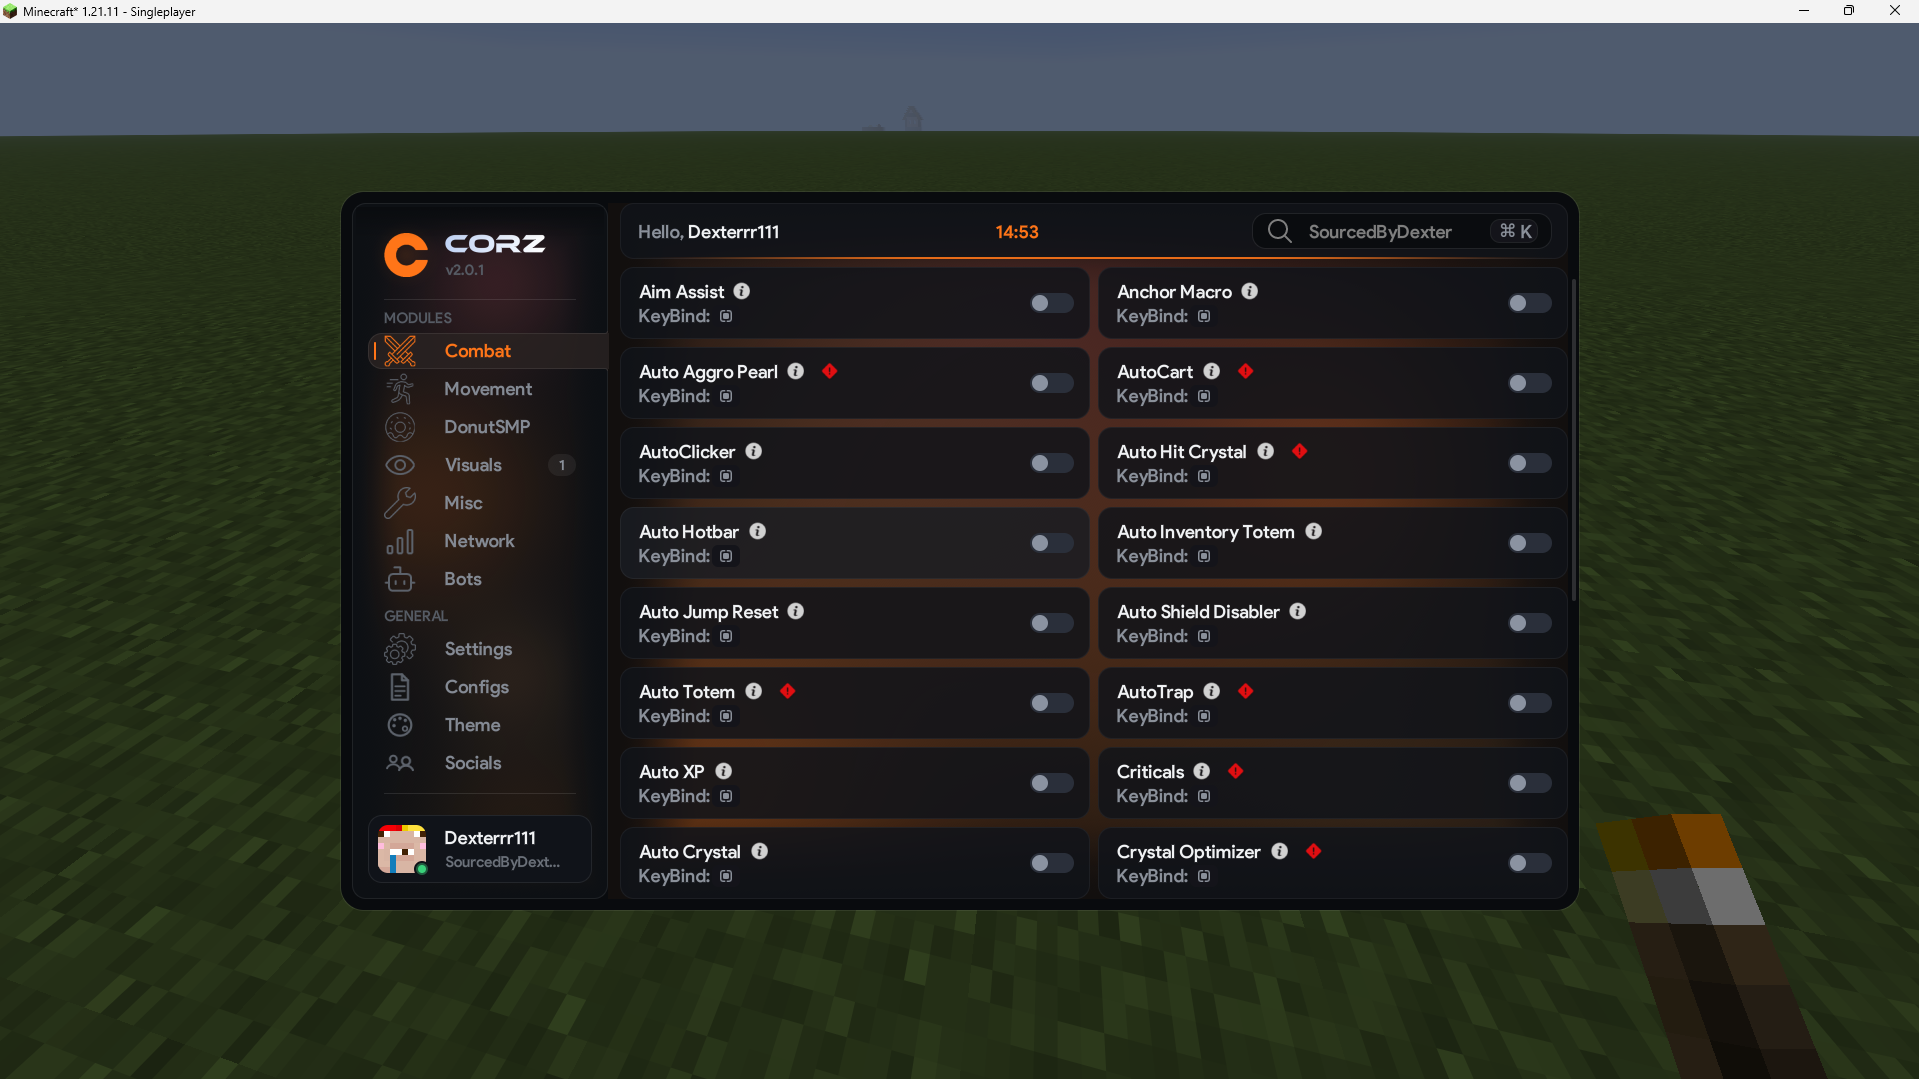 Minecraft* 1.21.11 - Singleplayer
CORZ
v2.0.1
MODULES
Combat
Movement
DonutSMP
Visuals 1
Misc
Network
Bots
GENERAL
Settings
Configs
Theme
Socials
Dexterrr111
SourcedByDext...
Hello, Dexterrr111
14:53
SourcedByDexter ⌘ K
Aim Assist
KeyBind:
Anchor Macro
KeyBind:
Auto Aggro Pearl
KeyBind:
AutoCart
KeyBind:
AutoClicker
KeyBind:
Auto Hit Crystal
KeyBind:
Auto Hotbar
KeyBind:
Auto Inventory Totem
KeyBind:
Auto Jump Reset
KeyBind:
Auto Shield Disabler
KeyBind:
Auto Totem
KeyBind:
AutoTrap
KeyBind:
Auto XP
KeyBind:
Criticals
KeyBind:
Auto Crystal
KeyBind:
Crystal Optimizer
KeyBind: